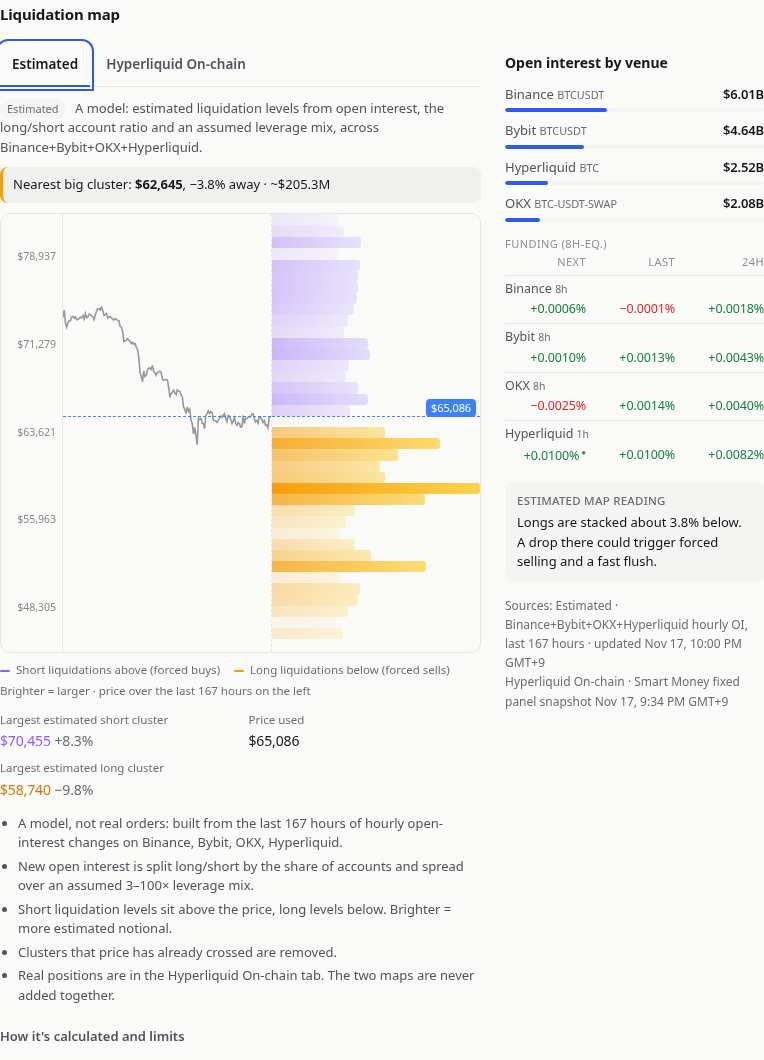 Liquidation map
Estimated
Hyperliquid On-chain
Estimated A model: estimated liquidation levels from open interest, the
long/short account ratio and an assumed leverage mix, across
Binance+Bybit+OKX+Hyperliquid.
Nearest big cluster: $62,645, −3.8% away · ~$205.3M
$78,937
$71,279
$63,621
$55,963
$48,305
$65,086
Short liquidations above (forced buys)
Long liquidations below (forced sells)
Brighter = larger · price over the last 167 hours on the left
Largest estimated short cluster
$70,455 +8.3%
Price used
$65,086
Largest estimated long cluster
$58,740 −9.8%
• A model, not real orders: built from the last 167 hours of hourly open-
interest changes on Binance, Bybit, OKX, Hyperliquid.
• New open interest is split long/short by the share of accounts and spread
over an assumed 3–100× leverage mix.
• Short liquidation levels sit above the price, long levels below. Brighter =
more estimated notional.
• Clusters that price has already crossed are removed.
• Real positions are in the Hyperliquid On-chain tab. The two maps are never
added together.
How it's calculated and limits
Open interest by venue
Binance BTCUSDT $6.01B
Bybit BTCUSDT $4.64B
Hyperliquid BTC $2.52B
OKX BTC-USDT-SWAP $2.08B
FUNDING (8H-EQ.)
NEXT LAST 24H
Binance 8h
+0.0006% −0.0001% +0.0018%
Bybit 8h
+0.0010% +0.0013% +0.0043%
OKX 8h
−0.0025% +0.0014% +0.0040%
Hyperliquid 1h
+0.0100%* +0.0100% +0.0082%
ESTIMATED MAP READING
Longs are stacked about 3.8% below.
A drop there could trigger forced
selling and a fast flush.
Sources: Estimated ·
Binance+Bybit+OKX+Hyperliquid hourly OI,
last 167 hours · updated Nov 17, 10:00 PM
GMT+9
Hyperliquid On-chain · Smart Money fixed
panel snapshot Nov 17, 9:34 PM GMT+9